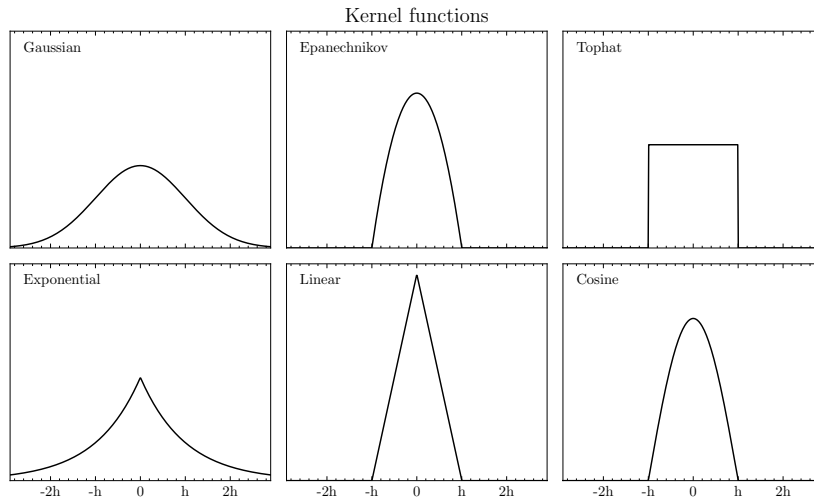 Kernel functions
Gaussian
Epanechnikov
Tophat
Exponential
Linear
Cosine
-2h -h 0 h 2h
-2h -h 0 h 2h
-2h -h 0 h 2h